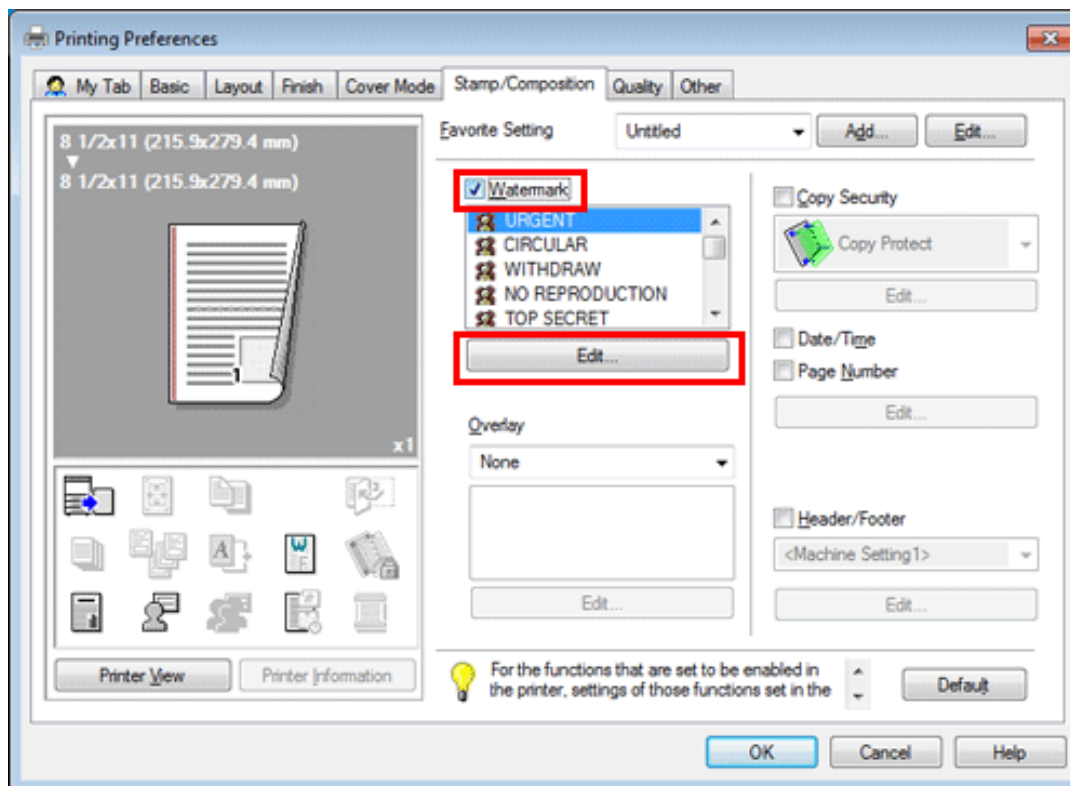 Printing Preferences
My Tab Basic Layout Finish Cover Mode Stamp/Composition Quality Other
8 1/2x11 (215.9x279.4 mm)
8 1/2x11 (215.9x279.4 mm)
1
x1
Printer View Printer Information
Favorite Setting Untitled Add... Edit...
Watermark
URGENT
CIRCULAR
WITHDRAW
NO REPRODUCTION
TOP SECRET
Edit...
Overlay
None
Edit...
Copy Security
Copy Protect
Edit...
Date/Time
Page Number
Edit...
Header/Footer
<Machine Setting1>
Edit...
For the functions that are set to be enabled in
the printer, settings of those functions set in the
Default
OK Cancel Help